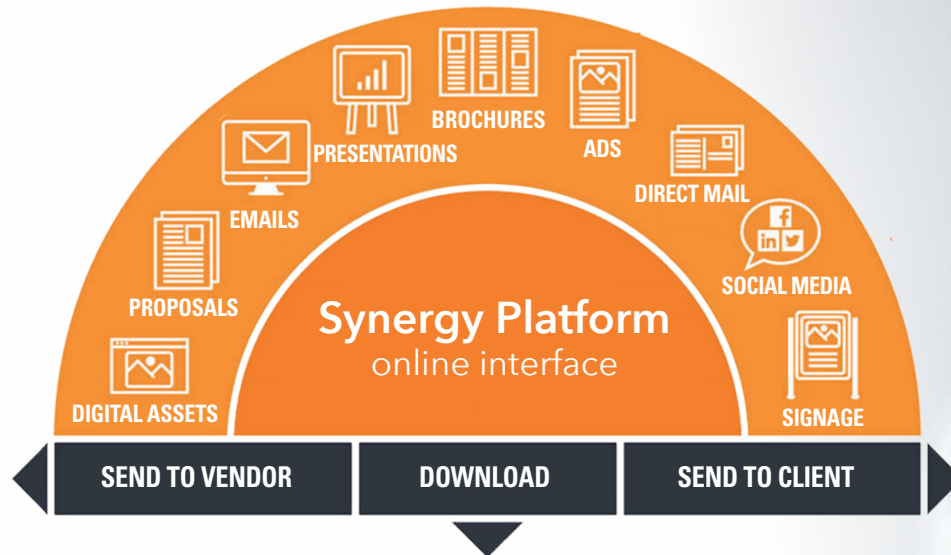 BROCHURES
PRESENTATIONS
ADS
DIRECT MAIL
EMAILS
SOCIAL MEDIA
PROPOSALS
Synergy Platform
online interface
DIGITAL ASSETS
SIGNAGE
SEND TO VENDOR
DOWNLOAD
SEND TO CLIENT